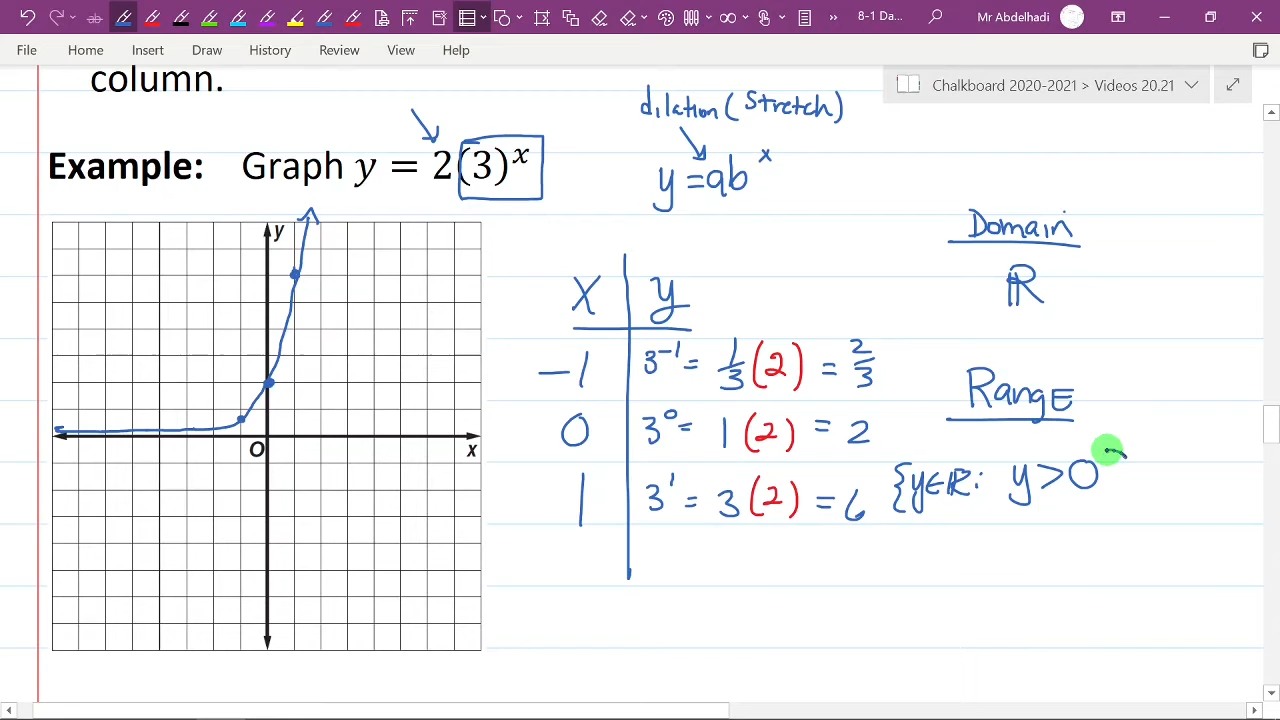 8-1 Da...
Mr Abdelhadi
File Home Insert Draw History Review View Help
column.
Chalkboard 2020-2021 > Videos 20.21
dilation (Stretch)
Example: Graph y = 2(3)^x
y = ab^x
y
O
x
X y
-1 3^-1 = 1/3 (2) = 2/3
0 3^0 = 1 (2) = 2
1 3^1 = 3 (2) = 6
Domain
ℝ
RangE
{y∈ℝ: y>0